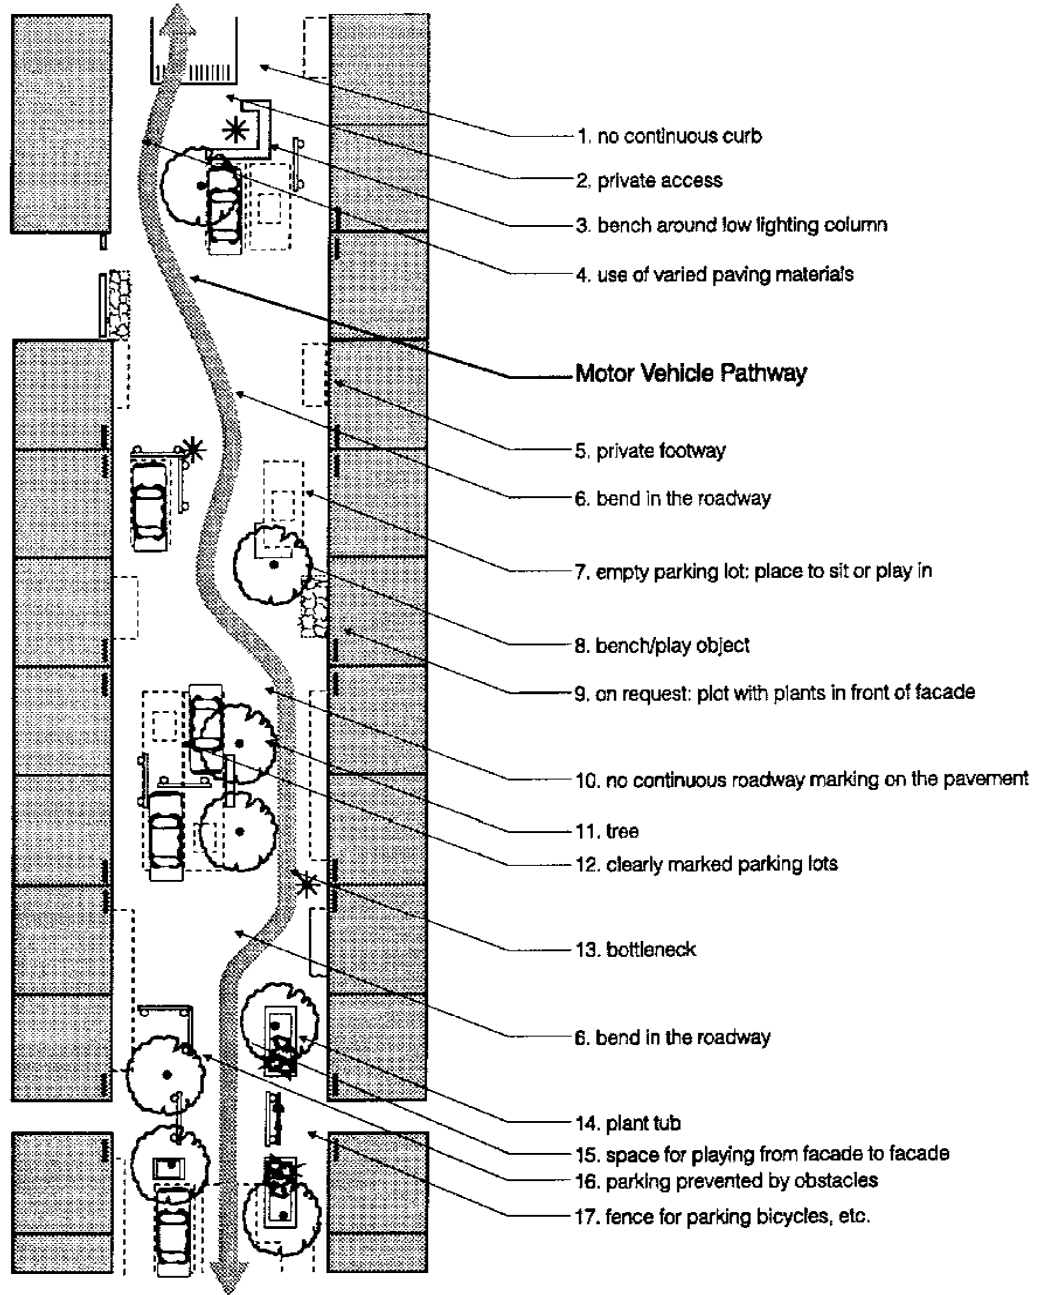 1. no continuous curb
2. private access
3. bench around low lighting column
4. use of varied paving materials
Motor Vehicle Pathway
5. private footway
6. bend in the roadway
7. empty parking lot: place to sit or play in
8. bench/play object
9. on request: plot with plants in front of facade
10. no continuous roadway marking on the pavement
11. tree
12. clearly marked parking lots
13. bottleneck
6. bend in the roadway
14. plant tub
15. space for playing from facade to facade
16. parking prevented by obstacles
17. fence for parking bicycles, etc.